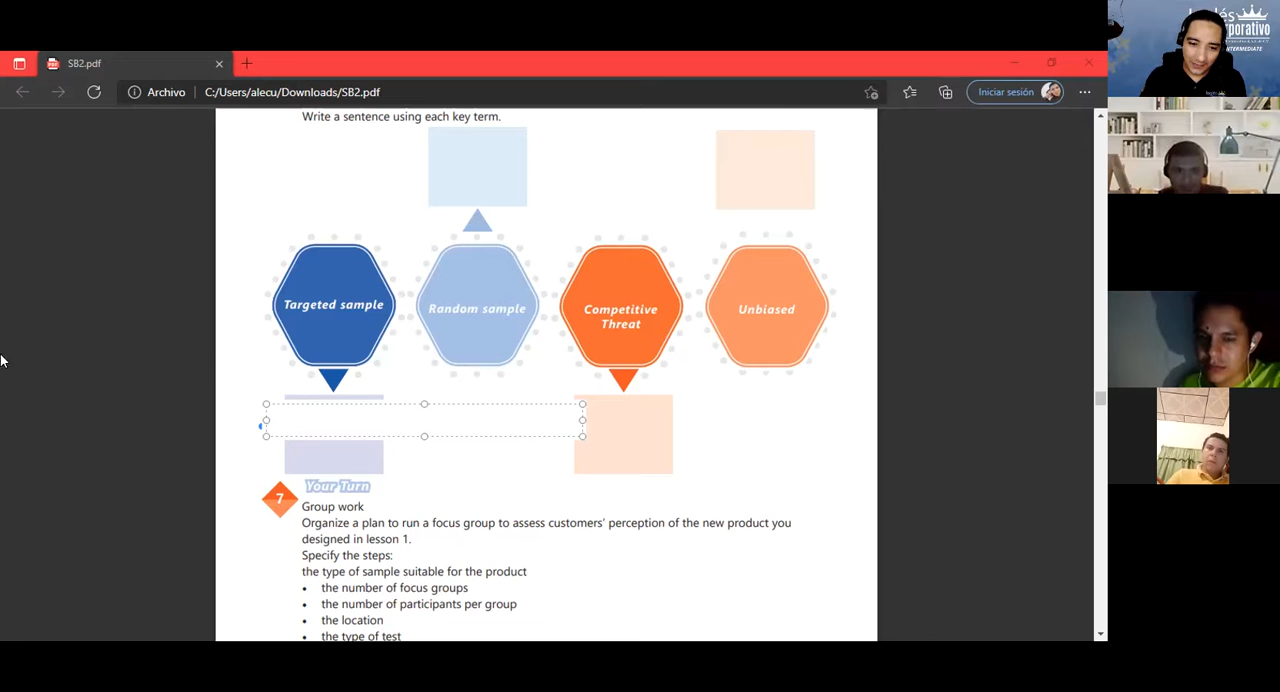 SB2.pdf
Archivo
C:/Users/alecu/Downloads/SB2.pdf
Iniciar sesión
Write a sentence using each key term.
Targeted sample
Random sample
Competitive
Threat
Unbiased
7
Your Turn
Group work
Organize a plan to run a focus group to assess customers' perception of the new product you
designed in lesson 1.
Specify the steps:
the type of sample suitable for the product
• the number of focus groups
• the number of participants per group
• the location
• the type of test